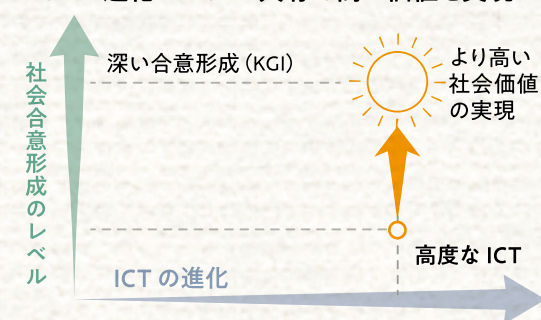 深い合意形成（KGI）
より高い
社会価値
の実現
社会合意形成のレベル
高度な ICT
ICT の進化